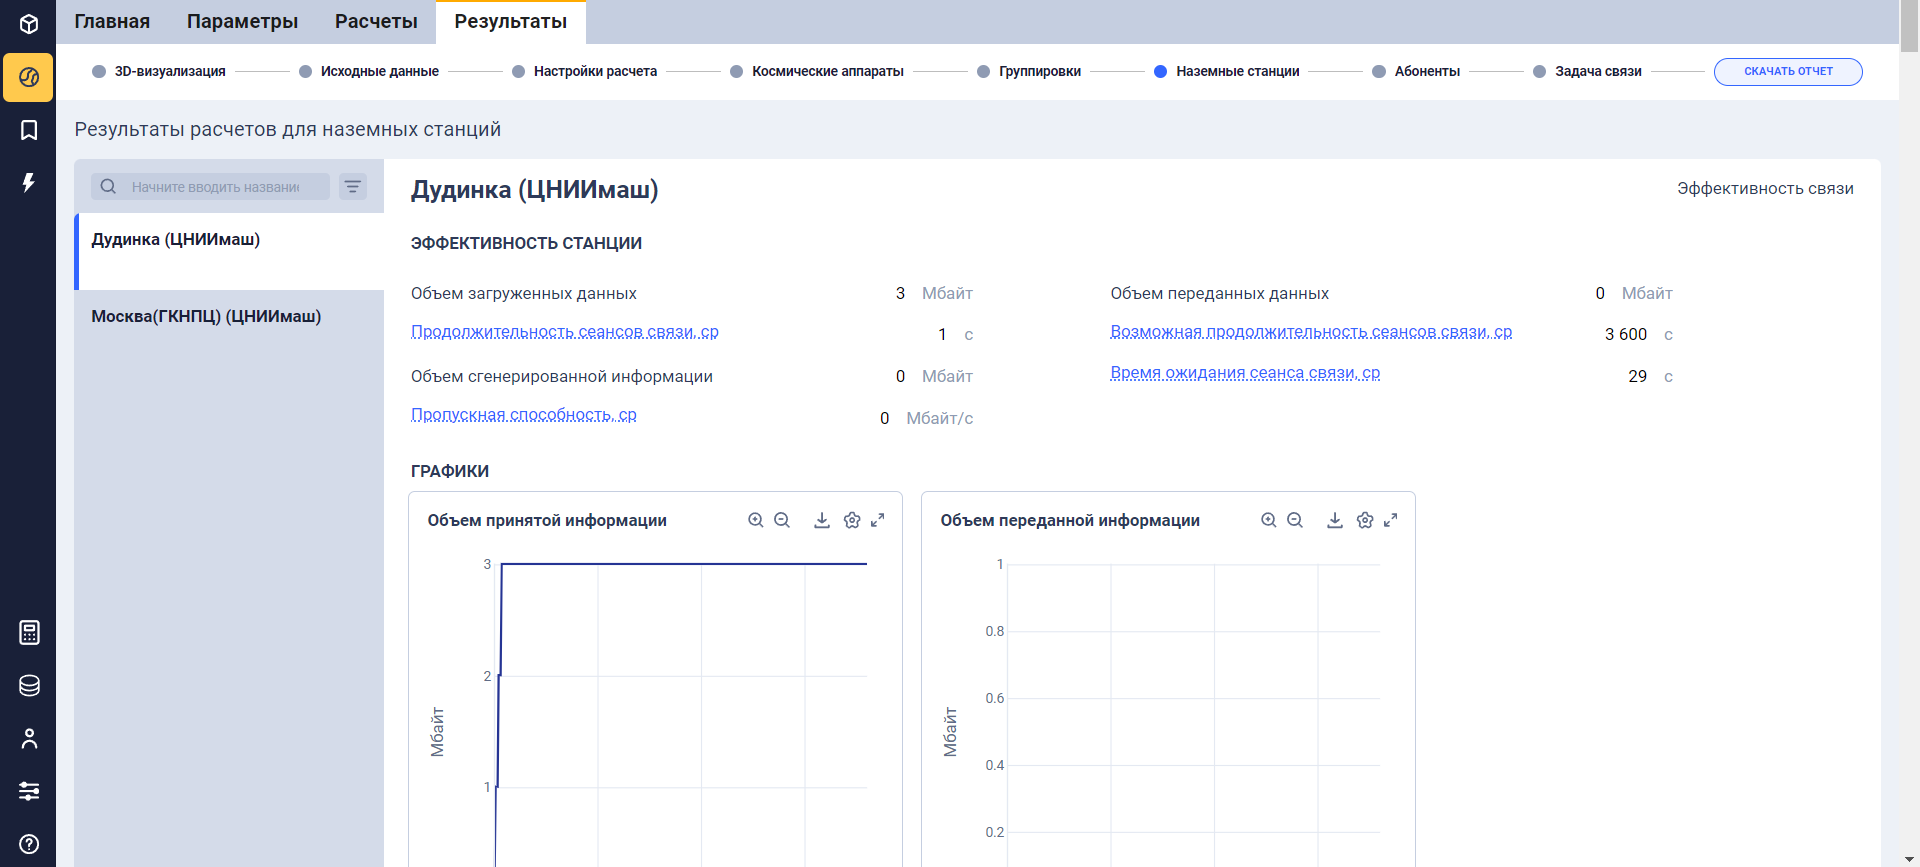 Главная Параметры Расчеты Результаты
3D-визуализация Исходные данные Настройки расчета Космические аппараты Группировки Наземные станции Абоненты Задача связи СКАЧАТЬ ОТЧЕТ
Результаты расчетов для наземных станций
Начните вводить названи
Дудинка (ЦНИИмаш)
Москва(ГКНПЦ) (ЦНИИмаш)
Дудинка (ЦНИИмаш)
Эффективность связи
ЭФФЕКТИВНОСТЬ СТАНЦИИ
Объем загруженных данных 3 Мбайт
Объем переданных данных 0 Мбайт
Продолжительность сеансов связи, ср 1 с
Возможная продолжительность сеансов связи, ср 3 600 с
Объем сгенерированной информации 0 Мбайт
Время ожидания сеанса связи, ср 29 с
Пропускная способность, ср 0 Мбайт/с
ГРАФИКИ
Объем принятой информации
3
2
1
Мбайт
Объем переданной информации
1
0.8
0.6
0.4
0.2
Мбайт